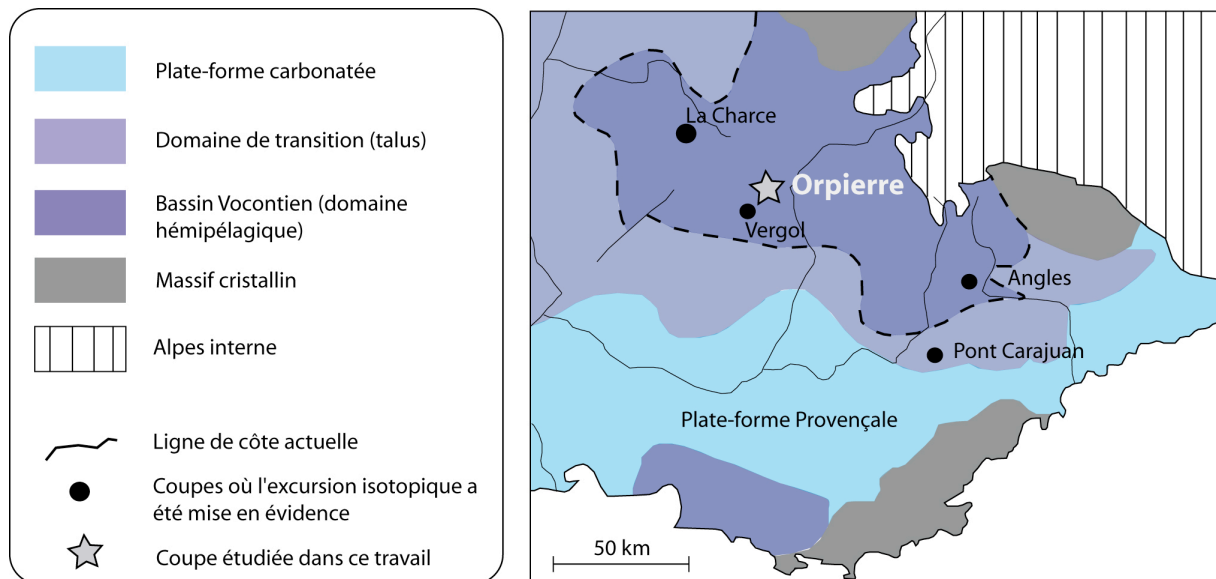 Plate-forme carbonatée
Domaine de transition (talus)
Bassin Vocontien (domaine
hémipélagique)
Massif cristallin
Alpes interne
Ligne de côte actuelle
Coupes où l'excursion isotopique a
été mise en évidence
Coupe étudiée dans ce travail
La Charce
Orpierre
Vergol
Angles
Pont Carajuan
Plate-forme Provençale
50 km